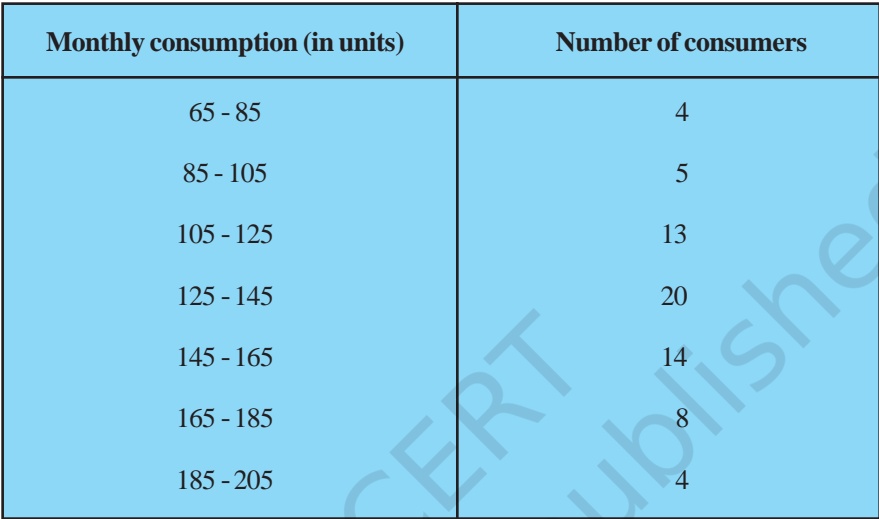 Monthly consumption (in units) Number of consumers
65 - 85 4
85 - 105 5
105 - 125 13
125 - 145 20
145 - 165 14
165 - 185 8
185 - 205 4